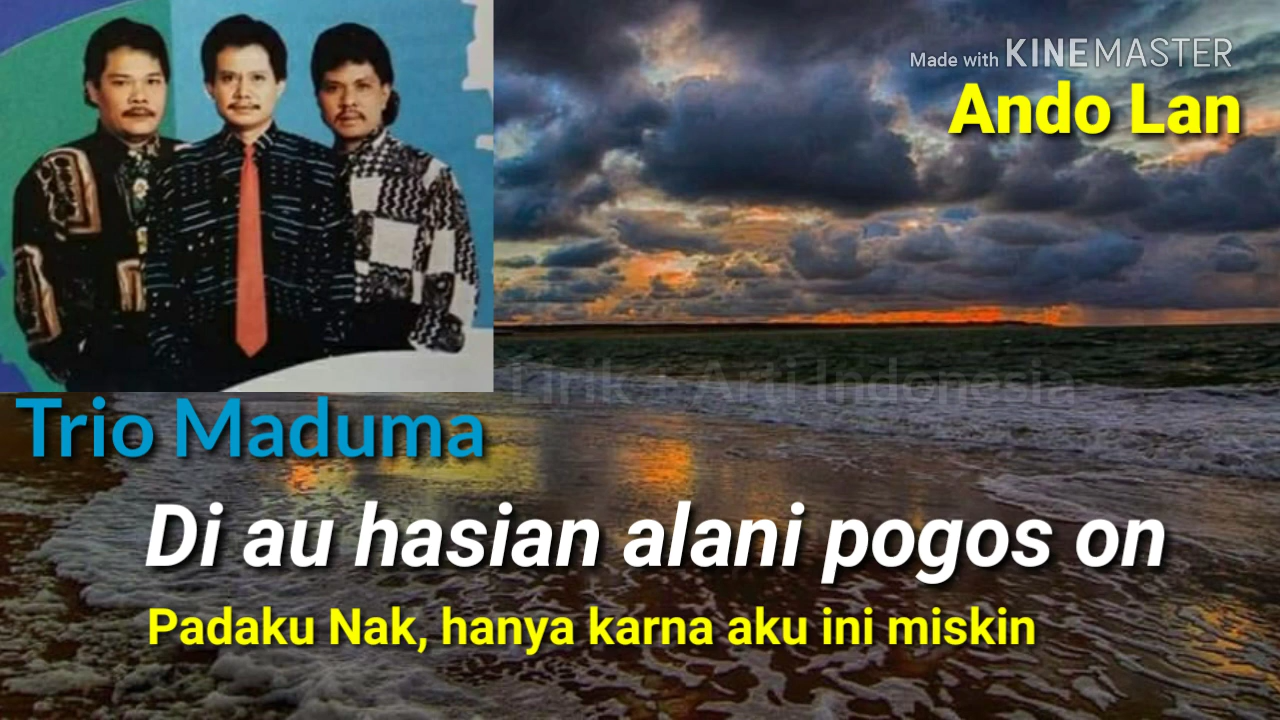 Made with KINEMASTER
Ando Lan
Lirik + Arti Indonesia
Trio Maduma
Di au hasian alani pogos on
Padaku Nak, hanya karna aku ini miskin